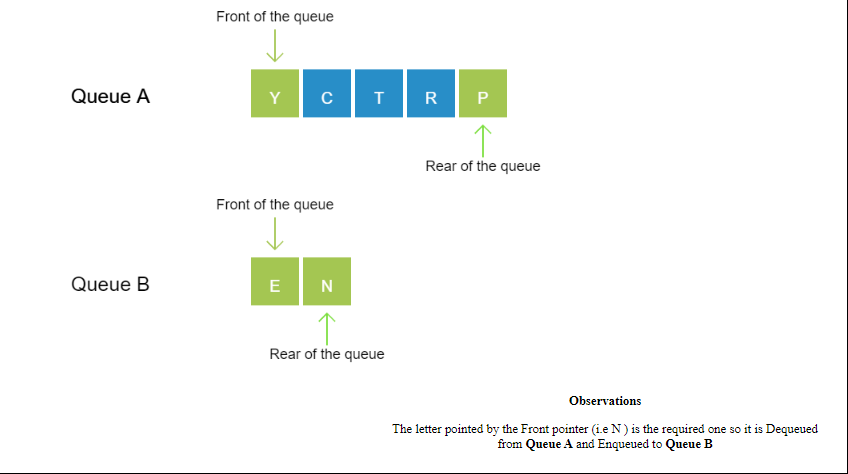 Front of the queue
Queue A
Y C T R P
Rear of the queue
Front of the queue
Queue B
E N
Rear of the queue
Observations
The letter pointed by the Front pointer (i.e N ) is the required one so it is Dequeued
from Queue A and Enqueued to Queue B